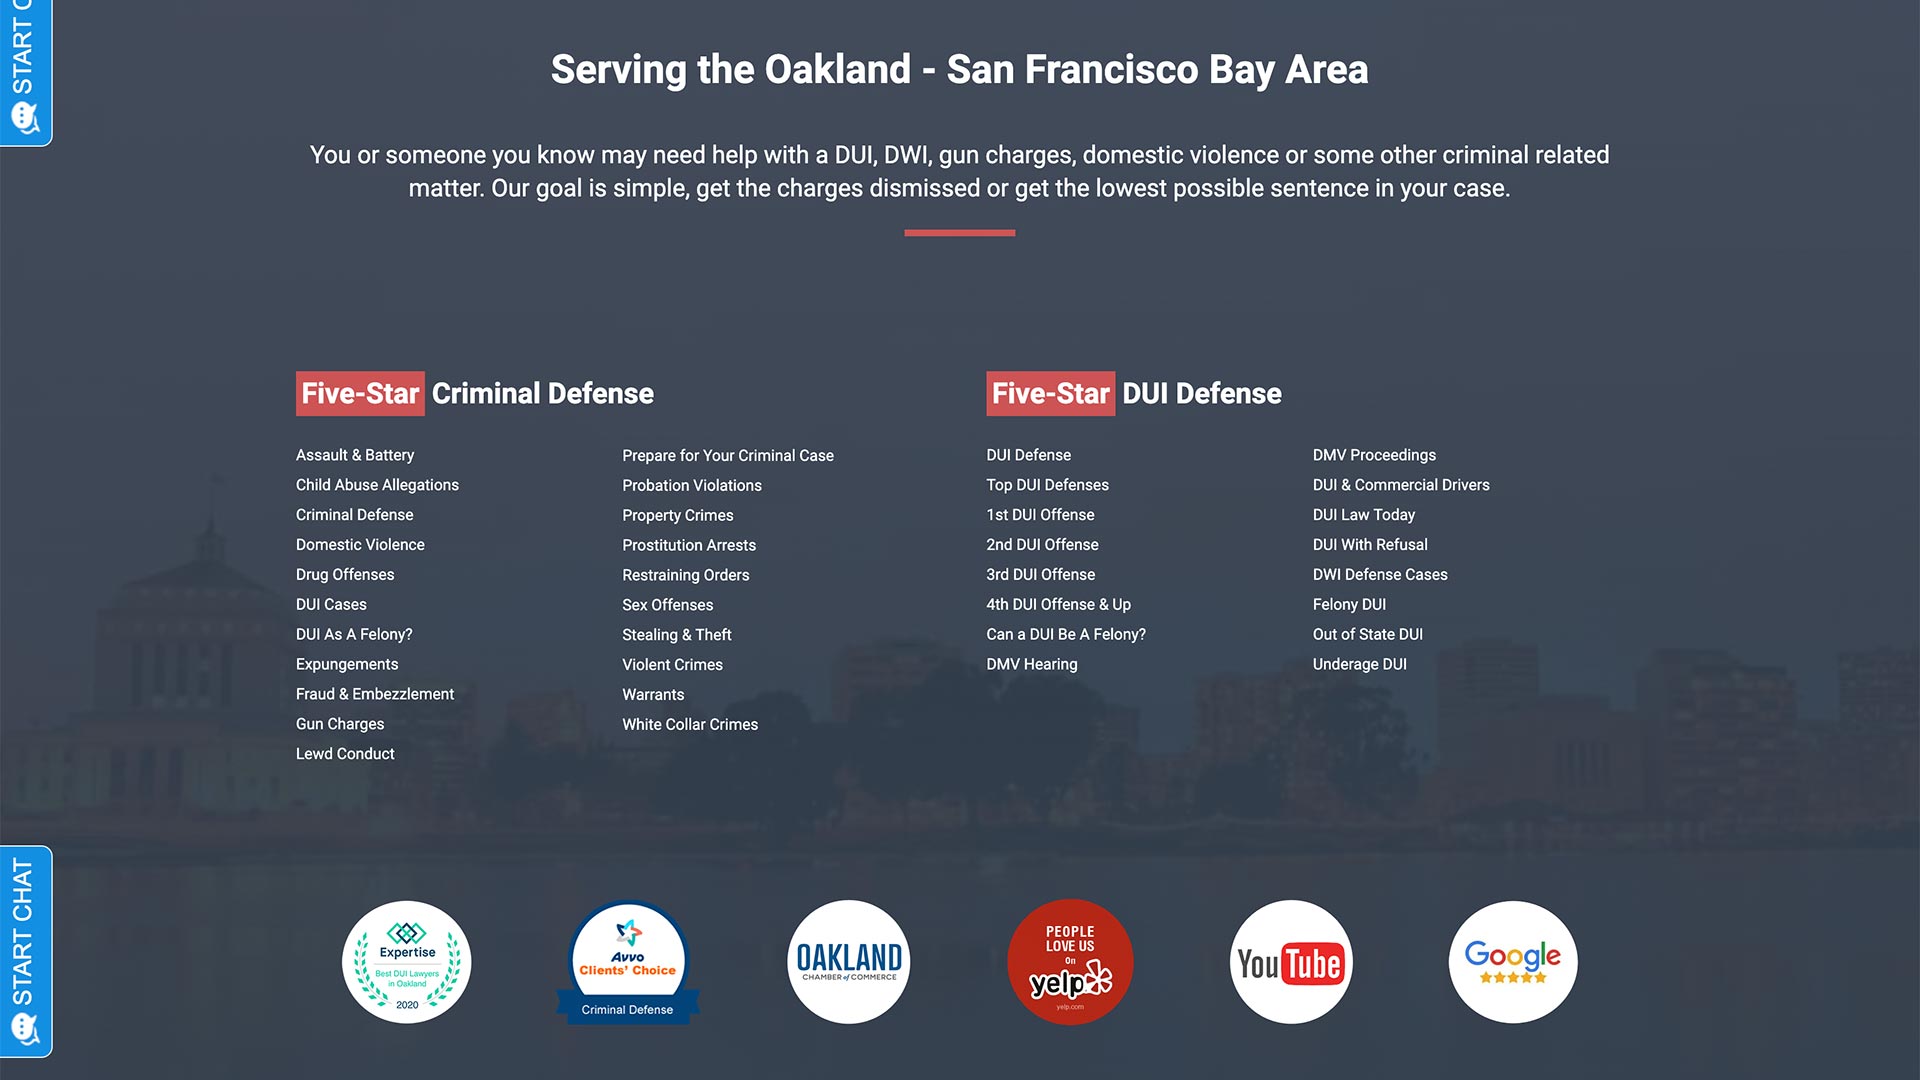 START C
Serving the Oakland - San Francisco Bay Area
You or someone you know may need help with a DUI, DWI, gun charges, domestic violence or some other criminal related
matter. Our goal is simple, get the charges dismissed or get the lowest possible sentence in your case.
Five-Star Criminal Defense
Assault & Battery
Child Abuse Allegations
Criminal Defense
Domestic Violence
Drug Offenses
DUI Cases
DUI As A Felony?
Expungements
Fraud & Embezzlement
Gun Charges
Lewd Conduct
Prepare for Your Criminal Case
Probation Violations
Property Crimes
Prostitution Arrests
Restraining Orders
Sex Offenses
Stealing & Theft
Violent Crimes
Warrants
White Collar Crimes
Five-Star DUI Defense
DUI Defense
Top DUI Defenses
1st DUI Offense
2nd DUI Offense
3rd DUI Offense
4th DUI Offense & Up
Can a DUI Be A Felony?
DMV Hearing
DMV Proceedings
DUI & Commercial Drivers
DUI Law Today
DUI With Refusal
DWI Defense Cases
Felony DUI
Out of State DUI
Underage DUI
START CHAT
Expertise
Best DUI Lawyers
in Oakland
2020
Avvo
Clients' Choice
Criminal Defense
OAKLAND
CHAMBER of COMMERCE
PEOPLE
LOVE US
On
yelp
yelp.com
YouTube
Google